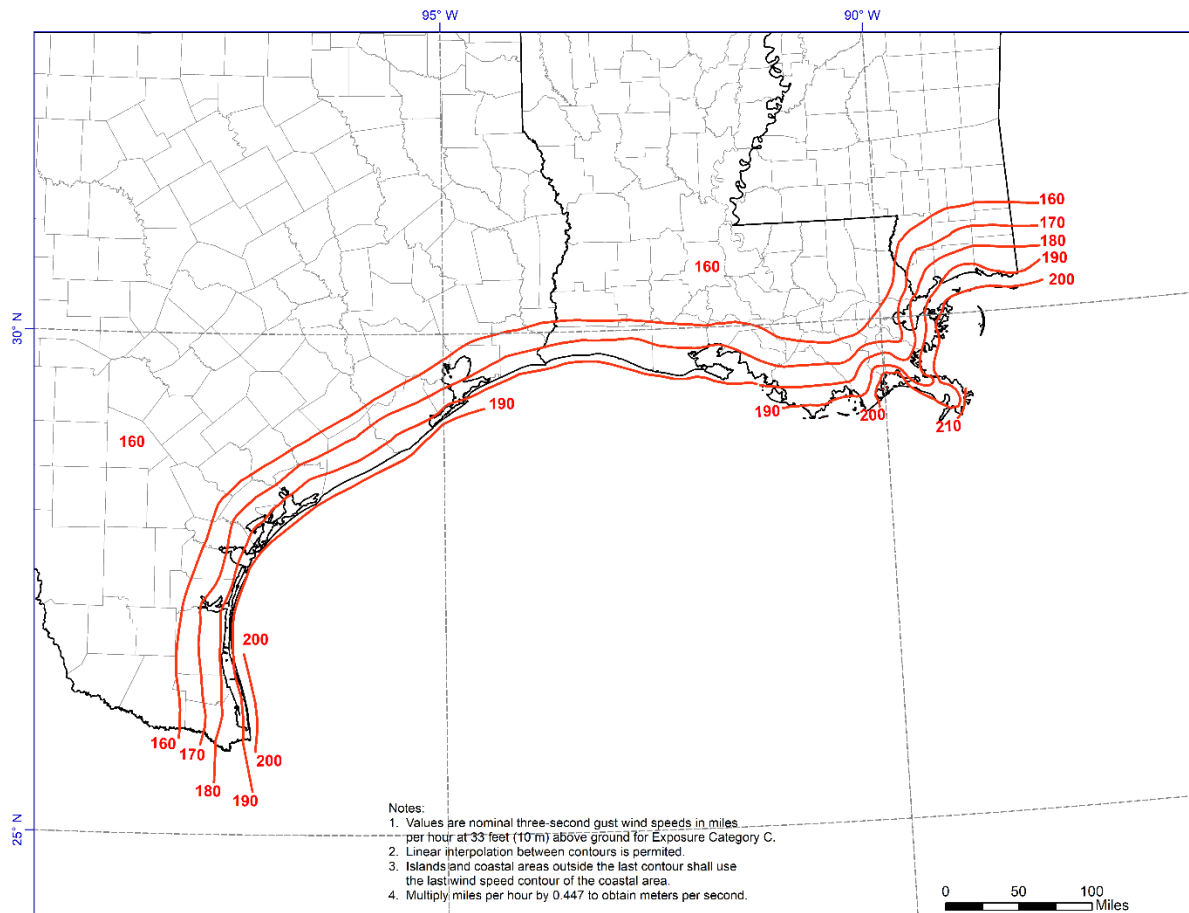 95° W
90° W
160
170
180
190
200
160
30° N
190
190
200
210
160
200
160
170
200
180
190
25° N
Notes:
1. Values are nominal three-second gust wind speeds in miles
per hour at 33 feet (10 m) above ground for Exposure Category C.
2. Linear interpolation between contours is permited.
3. Islands and coastal areas outside the last contour shall use
the last wind speed contour of the coastal area.
4. Multiply miles per hour by 0.447 to obtain meters per second.
0 50 100
Miles